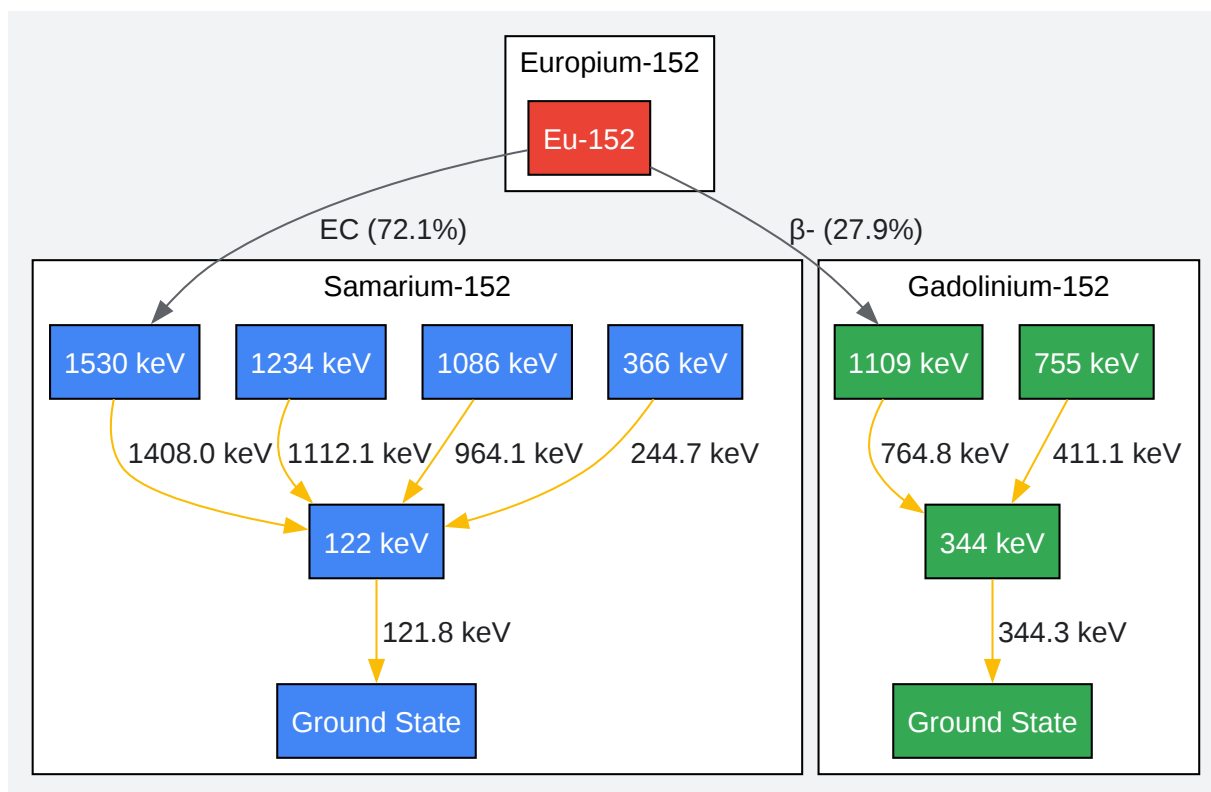 Europium-152
Eu-152
EC (72.1%)
β- (27.9%)
Samarium-152
1530 keV
1234 keV
1086 keV
366 keV
1408.0 keV
1112.1 keV
964.1 keV
244.7 keV
122 keV
121.8 keV
Ground State
Gadolinium-152
1109 keV
755 keV
764.8 keV
411.1 keV
344 keV
344.3 keV
Ground State